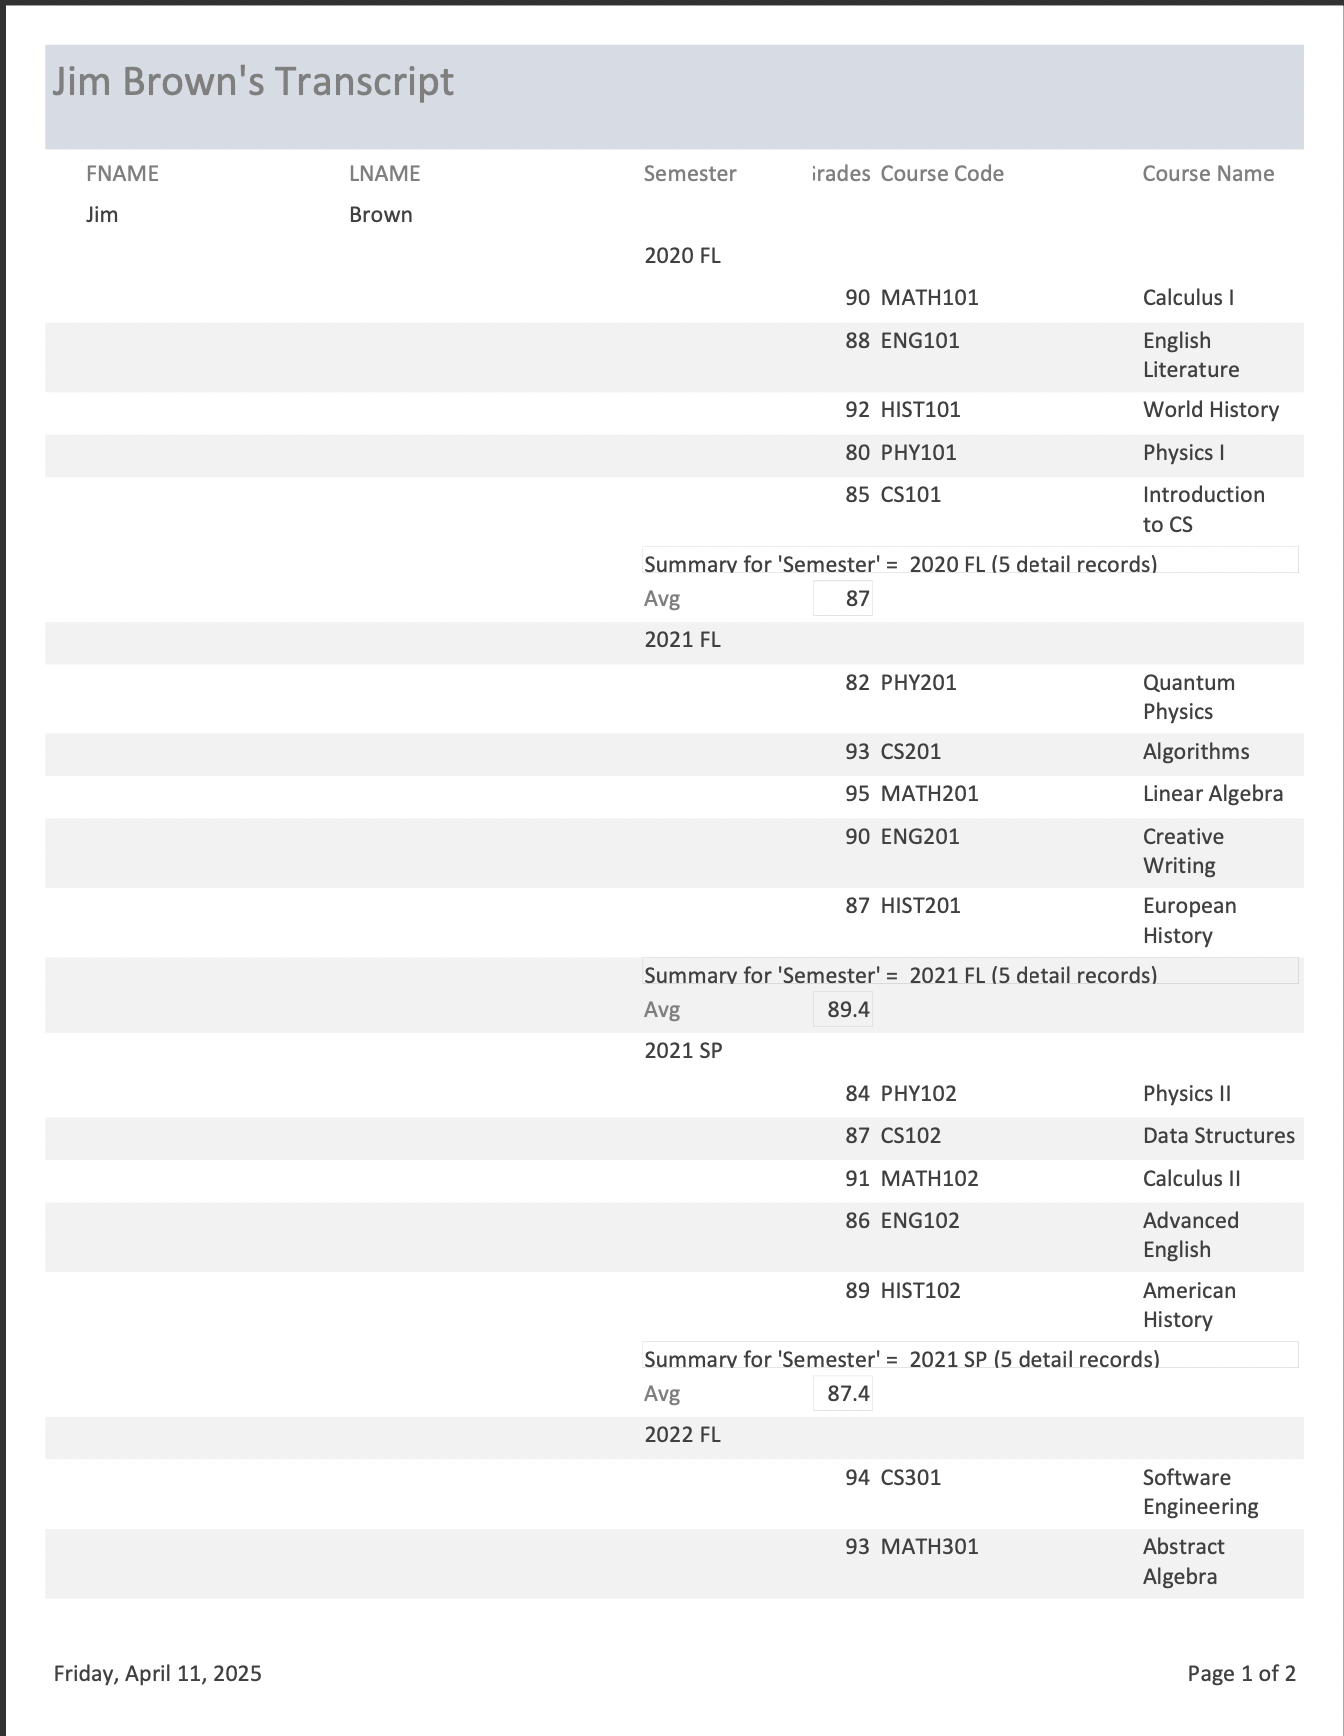 Jim Brown's Transcript
FNAME LNAME Semester Grades Course Code Course Name
Jim Brown
2020 FL
90 MATH101 Calculus I
88 ENG101 English
Literature
92 HIST101 World History
80 PHY101 Physics I
85 CS101 Introduction
to CS
Summary for 'Semester' = 2020 FL (5 detail records)
Avg 87
2021 FL
82 PHY201 Quantum
Physics
93 CS201 Algorithms
95 MATH201 Linear Algebra
90 ENG201 Creative
Writing
87 HIST201 European
History
Summary for 'Semester' = 2021 FL (5 detail records)
Avg 89.4
2021 SP
84 PHY102 Physics II
87 CS102 Data Structures
91 MATH102 Calculus II
86 ENG102 Advanced
English
89 HIST102 American
History
Summary for 'Semester' = 2021 SP (5 detail records)
Avg 87.4
2022 FL
94 CS301 Software
Engineering
93 MATH301 Abstract
Algebra
Friday, April 11, 2025 Page 1 of 2